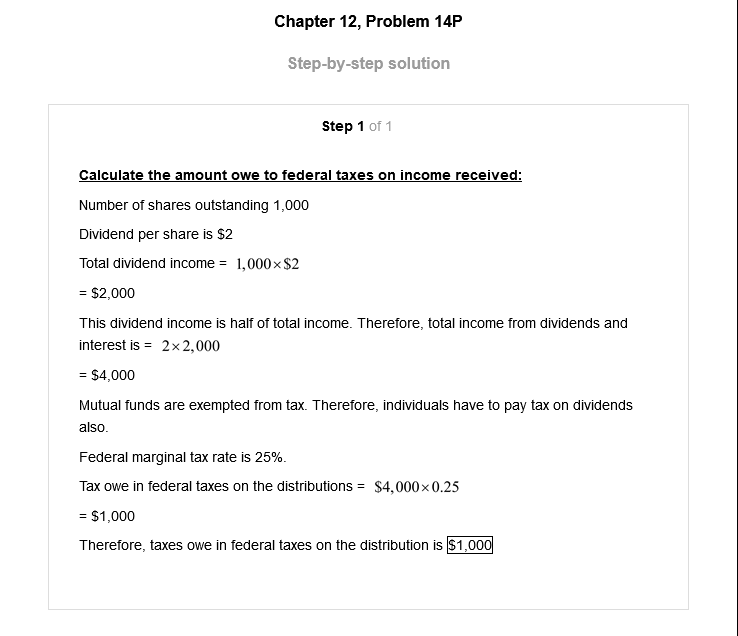 Chapter 12, Problem 14P
Step-by-step solution
Step 1 of 1
Calculate the amount owe to federal taxes on income received:
Number of shares outstanding 1,000
Dividend per share is $2
Total dividend income = 1,000×$2
= $2,000
This dividend income is half of total income. Therefore, total income from dividends and
interest is = 2×2,000
= $4,000
Mutual funds are exempted from tax. Therefore, individuals have to pay tax on dividends
also.
Federal marginal tax rate is 25%.
Tax owe in federal taxes on the distributions = $4,000×0.25
= $1,000
Therefore, taxes owe in federal taxes on the distribution is $1,000